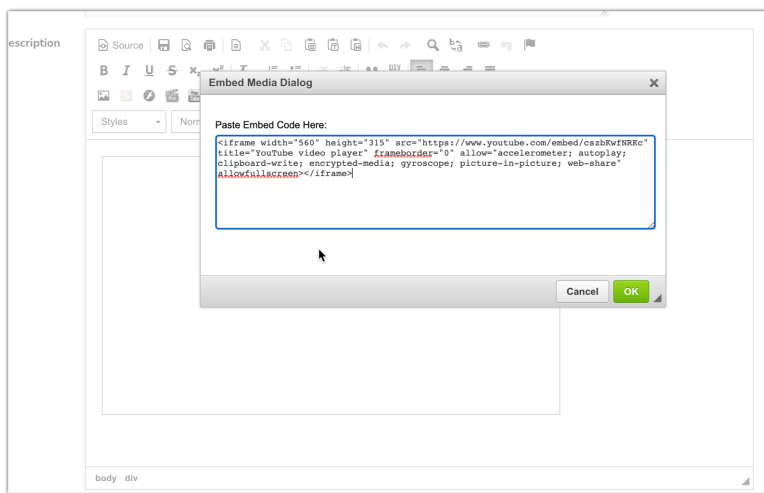 escription
Source
B I U S
Embed Media Dialog
Styles
Paste Embed Code Here:
<iframe width="560" height="315" src="https://www.youtube.com/embed/cszbKwfNRKc"
title="YouTube video player" frameborder="0" allow="accelerometer; autoplay;
clipboard-write; encrypted-media; gyroscope; picture-in-picture; web-share"
allowfullscreen></iframe>
Cancel OK
body div